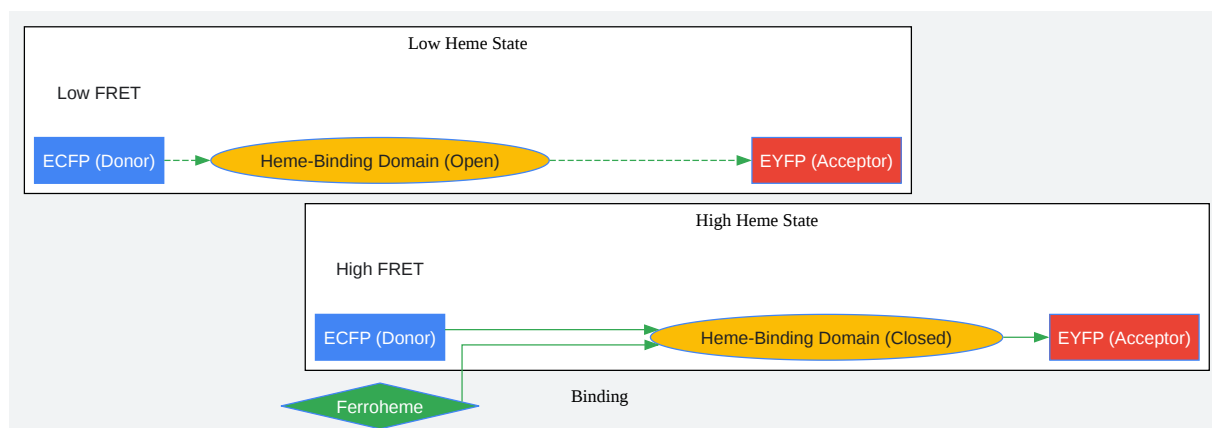 Low Heme State
Low FRET
ECFP (Donor)
Heme-Binding Domain (Open)
EYFP (Acceptor)
High Heme State
High FRET
ECFP (Donor)
Heme-Binding Domain (Closed)
EYFP (Acceptor)
Ferroheme
Binding